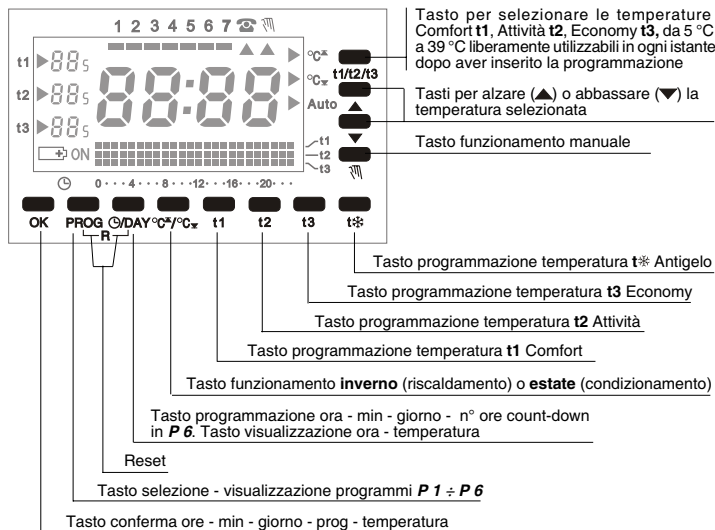 1 2 3 4 5 6 7
Tasto per selezionare le temperature
Comfort t1, Attività t2, Economy t3, da 5 °C
a 39 °C liberamente utilizzabili in ogni istante
dopo aver inserito la programmazione
t1 88s
°C
t1/t2/t3
88:88
°C
t2 88s
Auto
Tasti per alzare (▲) o abbassare (▼) la
temperatura selezionata
t3 88s
t1
Tasto funzionamento manuale
ON
t2
t3
0 · · · 4 · · · 8 · · · 12 · · · 16 · · · 20 · · ·
OK PROG /DAY °C/°C t1 t2 t3 t❊
R
Tasto programmazione temperatura t❊ Antigelo
Tasto programmazione temperatura t3 Economy
Tasto programmazione temperatura t2 Attività
Tasto programmazione temperatura t1 Comfort
Tasto funzionamento inverno (riscaldamento) o estate (condizionamento)
Tasto programmazione ora - min - giorno - n° ore count-down
in P 6. Tasto visualizzazione ora - temperatura
Reset
Tasto selezione - visualizzazione programmi P 1 ÷ P 6
Tasto conferma ore - min - giorno - prog - temperatura